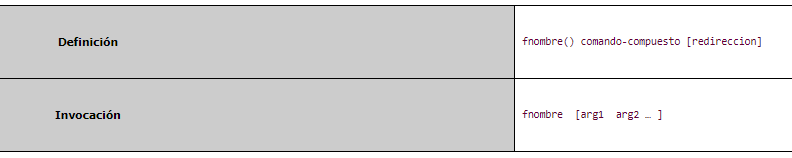 Definición
fnombre() comando-compuesto [redireccion]
Invocación
fnombre [arg1 arg2 … ]